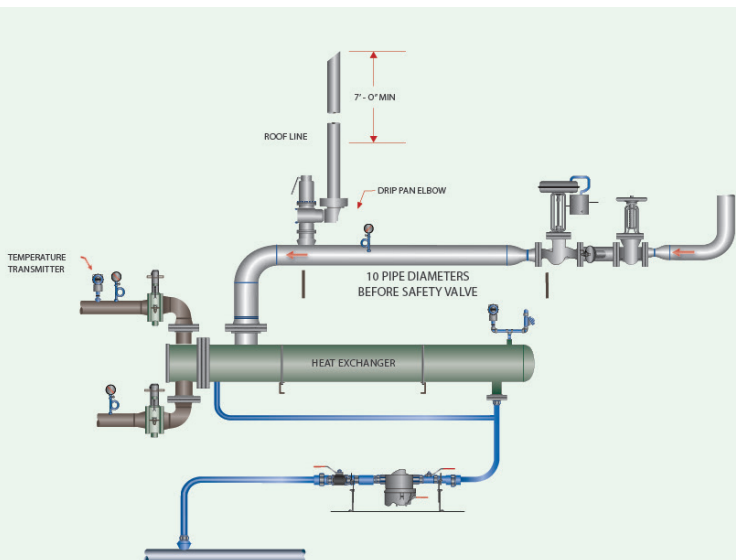 7' - 0" MIN
ROOF LINE
DRIP PAN ELBOW
TEMPERATURE
TRANSMITTER
10 PIPE DIAMETERS
BEFORE SAFETY VALVE
HEAT EXCHANGER